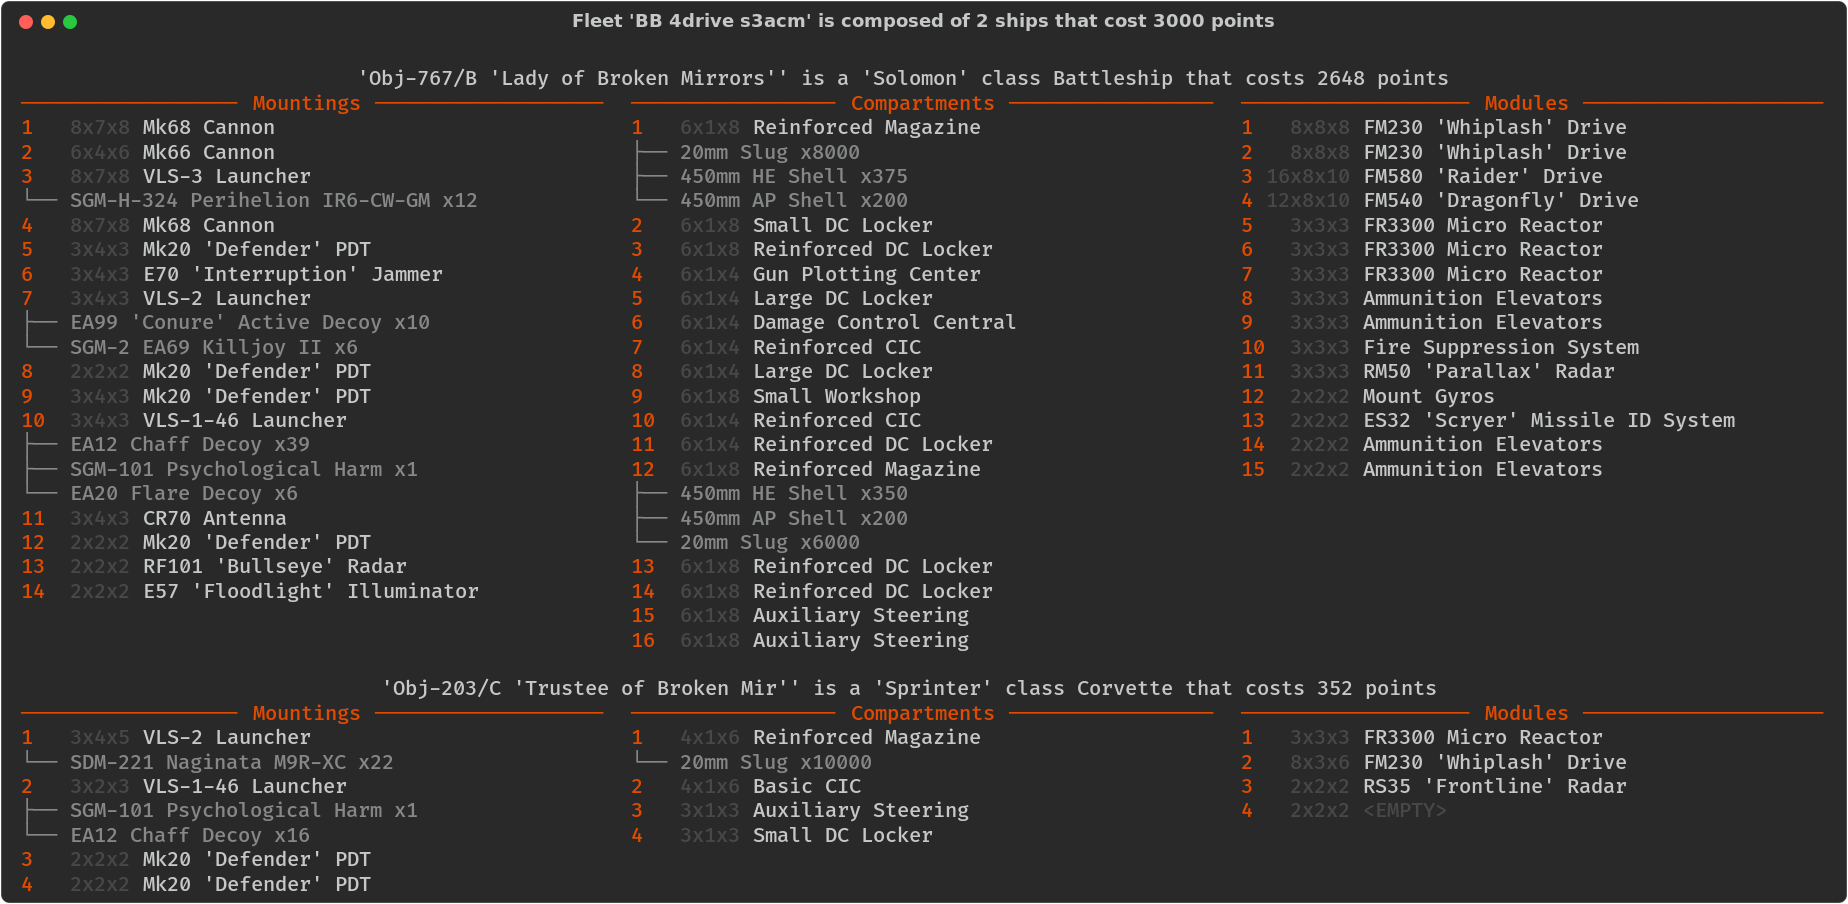 Fleet 'BB 4drive s3acm' is composed of 2 ships that cost 3000 points
'Obj-767/B 'Lady of Broken Mirrors'' is a 'Solomon' class Battleship that costs 2648 points
Mountings
1 8x7x8 Mk68 Cannon
2 6x4x6 Mk66 Cannon
3 8x7x8 VLS-3 Launcher
SGM-H-324 Perihelion IR6-CW-GM x12
4 8x7x8 Mk68 Cannon
5 3x4x3 Mk20 'Defender' PDT
6 3x4x3 E70 'Interruption' Jammer
7 3x4x3 VLS-2 Launcher
EA99 'Conure' Active Decoy x10
SGM-2 EA69 Killjoy II x6
8 2x2x2 Mk20 'Defender' PDT
9 3x4x3 Mk20 'Defender' PDT
10 3x4x3 VLS-1-46 Launcher
EA12 Chaff Decoy x39
SGM-101 Psychological Harm x1
EA20 Flare Decoy x6
11 3x4x3 CR70 Antenna
12 2x2x2 Mk20 'Defender' PDT
13 2x2x2 RF101 'Bullseye' Radar
14 2x2x2 E57 'Floodlight' Illuminator
Compartments
1 6x1x8 Reinforced Magazine
20mm Slug x8000
450mm HE Shell x375
450mm AP Shell x200
2 6x1x8 Small DC Locker
3 6x1x8 Reinforced DC Locker
4 6x1x4 Gun Plotting Center
5 6x1x4 Large DC Locker
6 6x1x4 Damage Control Central
7 6x1x4 Reinforced CIC
8 6x1x4 Large DC Locker
9 6x1x8 Small Workshop
10 6x1x4 Reinforced CIC
11 6x1x4 Reinforced DC Locker
12 6x1x8 Reinforced Magazine
450mm HE Shell x350
450mm AP Shell x200
20mm Slug x6000
13 6x1x8 Reinforced DC Locker
14 6x1x8 Reinforced DC Locker
15 6x1x8 Auxiliary Steering
16 6x1x8 Auxiliary Steering
Modules
1 8x8x8 FM230 'Whiplash' Drive
2 8x8x8 FM230 'Whiplash' Drive
3 16x8x10 FM580 'Raider' Drive
4 12x8x10 FM540 'Dragonfly' Drive
5 3x3x3 FR3300 Micro Reactor
6 3x3x3 FR3300 Micro Reactor
7 3x3x3 FR3300 Micro Reactor
8 3x3x3 Ammunition Elevators
9 3x3x3 Ammunition Elevators
10 3x3x3 Fire Suppression System
11 3x3x3 RM50 'Parallax' Radar
12 2x2x2 Mount Gyros
13 2x2x2 ES32 'Scryer' Missile ID System
14 2x2x2 Ammunition Elevators
15 2x2x2 Ammunition Elevators
'Obj-203/C 'Trustee of Broken Mir'' is a 'Sprinter' class Corvette that costs 352 points
Mountings
1 3x4x5 VLS-2 Launcher
SDM-221 Naginata M9R-XC x22
2 3x2x3 VLS-1-46 Launcher
SGM-101 Psychological Harm x1
EA12 Chaff Decoy x16
3 2x2x2 Mk20 'Defender' PDT
4 2x2x2 Mk20 'Defender' PDT
Compartments
1 4x1x6 Reinforced Magazine
20mm Slug x10000
2 4x1x6 Basic CIC
3 3x1x3 Auxiliary Steering
4 3x1x3 Small DC Locker
Modules
1 3x3x3 FR3300 Micro Reactor
2 8x3x6 FM230 'Whiplash' Drive
3 2x2x2 RS35 'Frontline' Radar
4 2x2x2 <EMPTY>